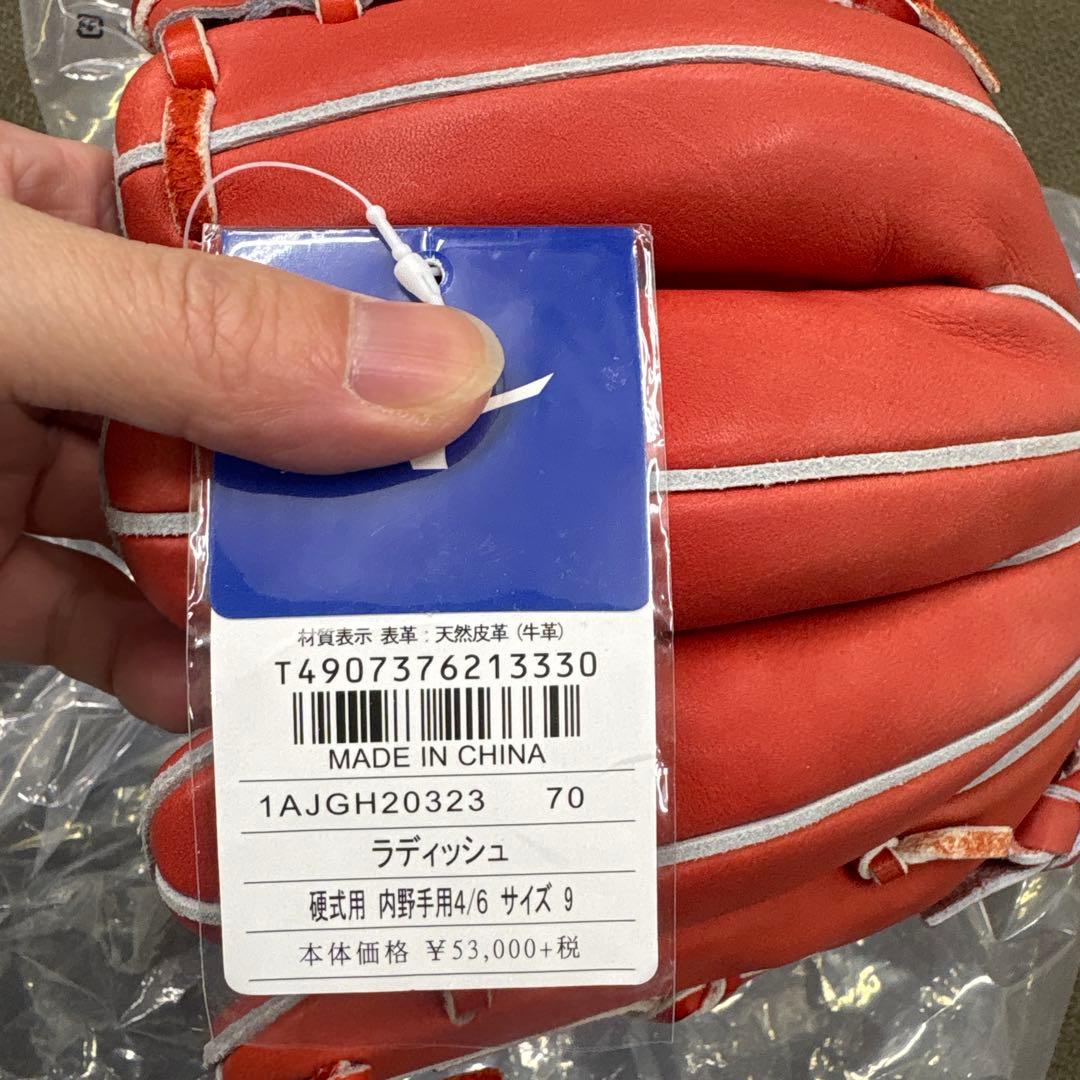 材質表示 表革：天然皮革（牛革）
T4907376213330
MADE IN CHINA
1AJGH20323 70
ラディッシュ
硬式用 内野手用4/6 サイズ 9
本体価格 ￥53,000+税